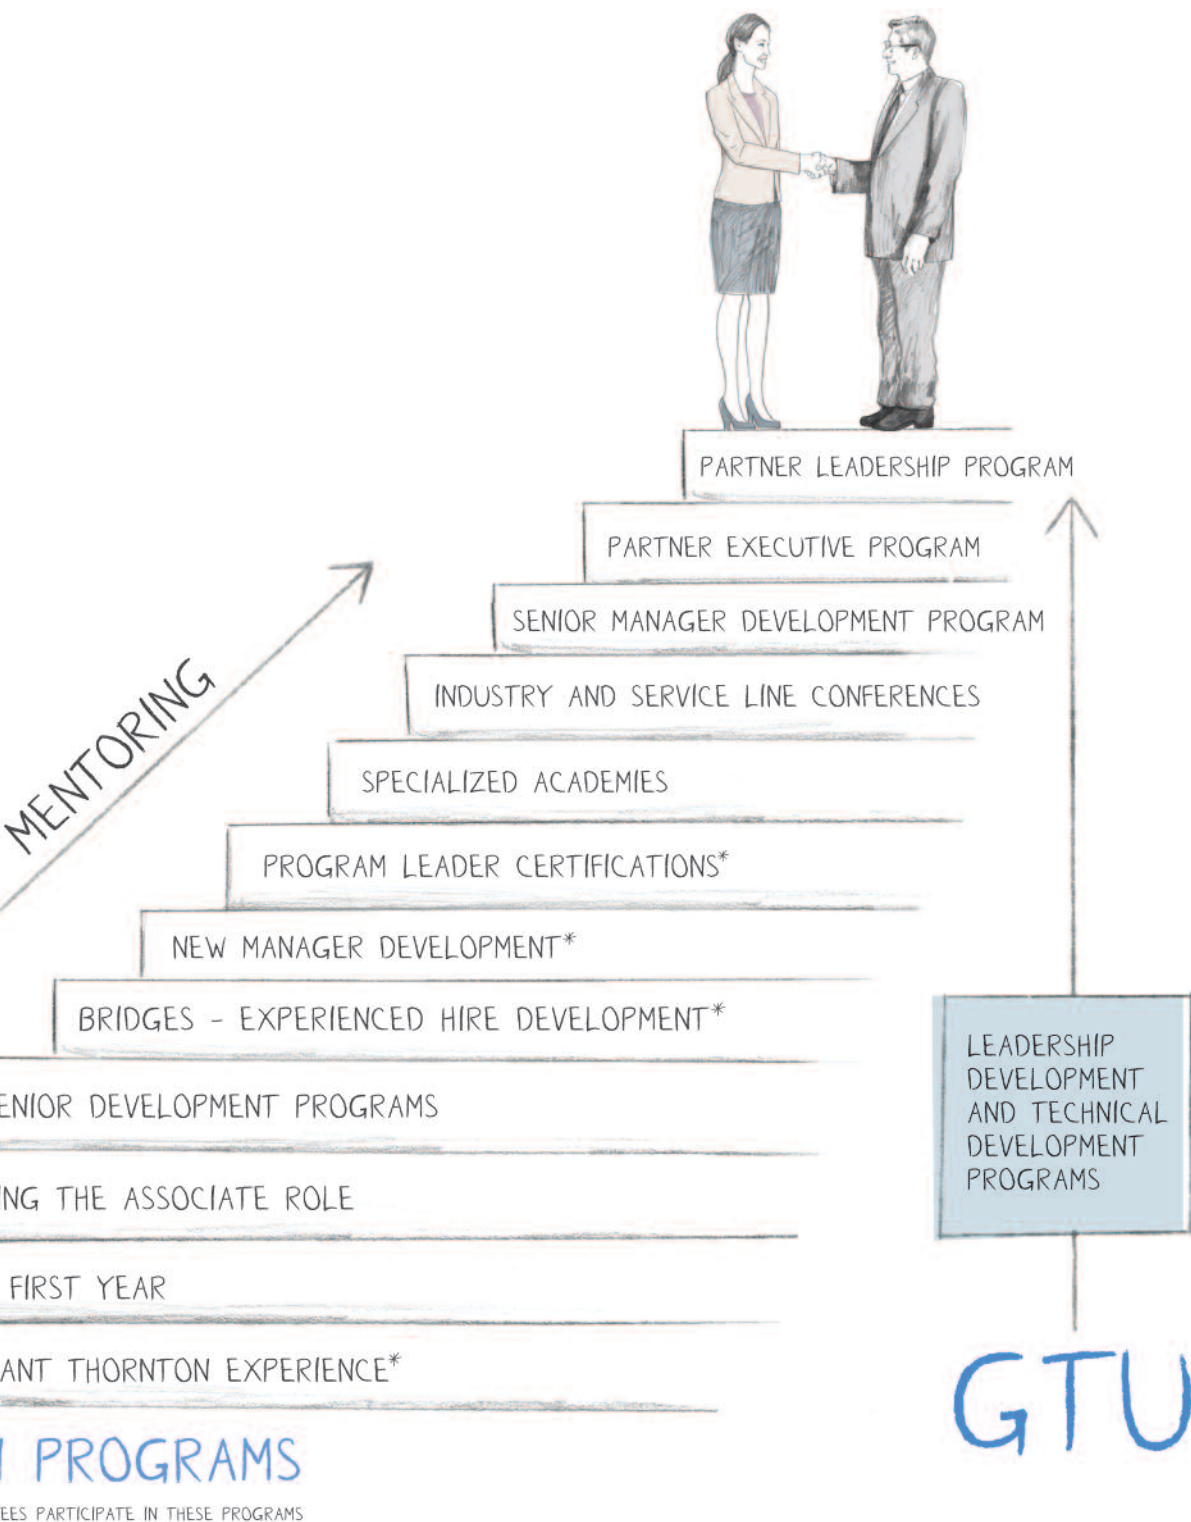 PARTNER LEADERSHIP PROGRAM
PARTNER EXECUTIVE PROGRAM
SENIOR MANAGER DEVELOPMENT PROGRAM
INDUSTRY AND SERVICE LINE CONFERENCES
MENTORING
SPECIALIZED ACADEMIES
PROGRAM LEADER CERTIFICATIONS*
NEW MANAGER DEVELOPMENT*
BRIDGES - EXPERIENCED HIRE DEVELOPMENT*
ENIOR DEVELOPMENT PROGRAMS
ING THE ASSOCIATE ROLE
FIRST YEAR
ANT THORNTON EXPERIENCE*
PROGRAMS
EES PARTICIPATE IN THESE PROGRAMS
LEADERSHIP
DEVELOPMENT
AND TECHNICAL
DEVELOPMENT
PROGRAMS
GTU